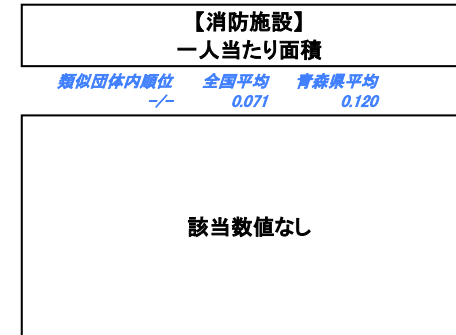 【消防施設】
一人当たり面積
類似団体内順位 全国平均 青森県平均
-/- 0.071 0.120
該当数値なし